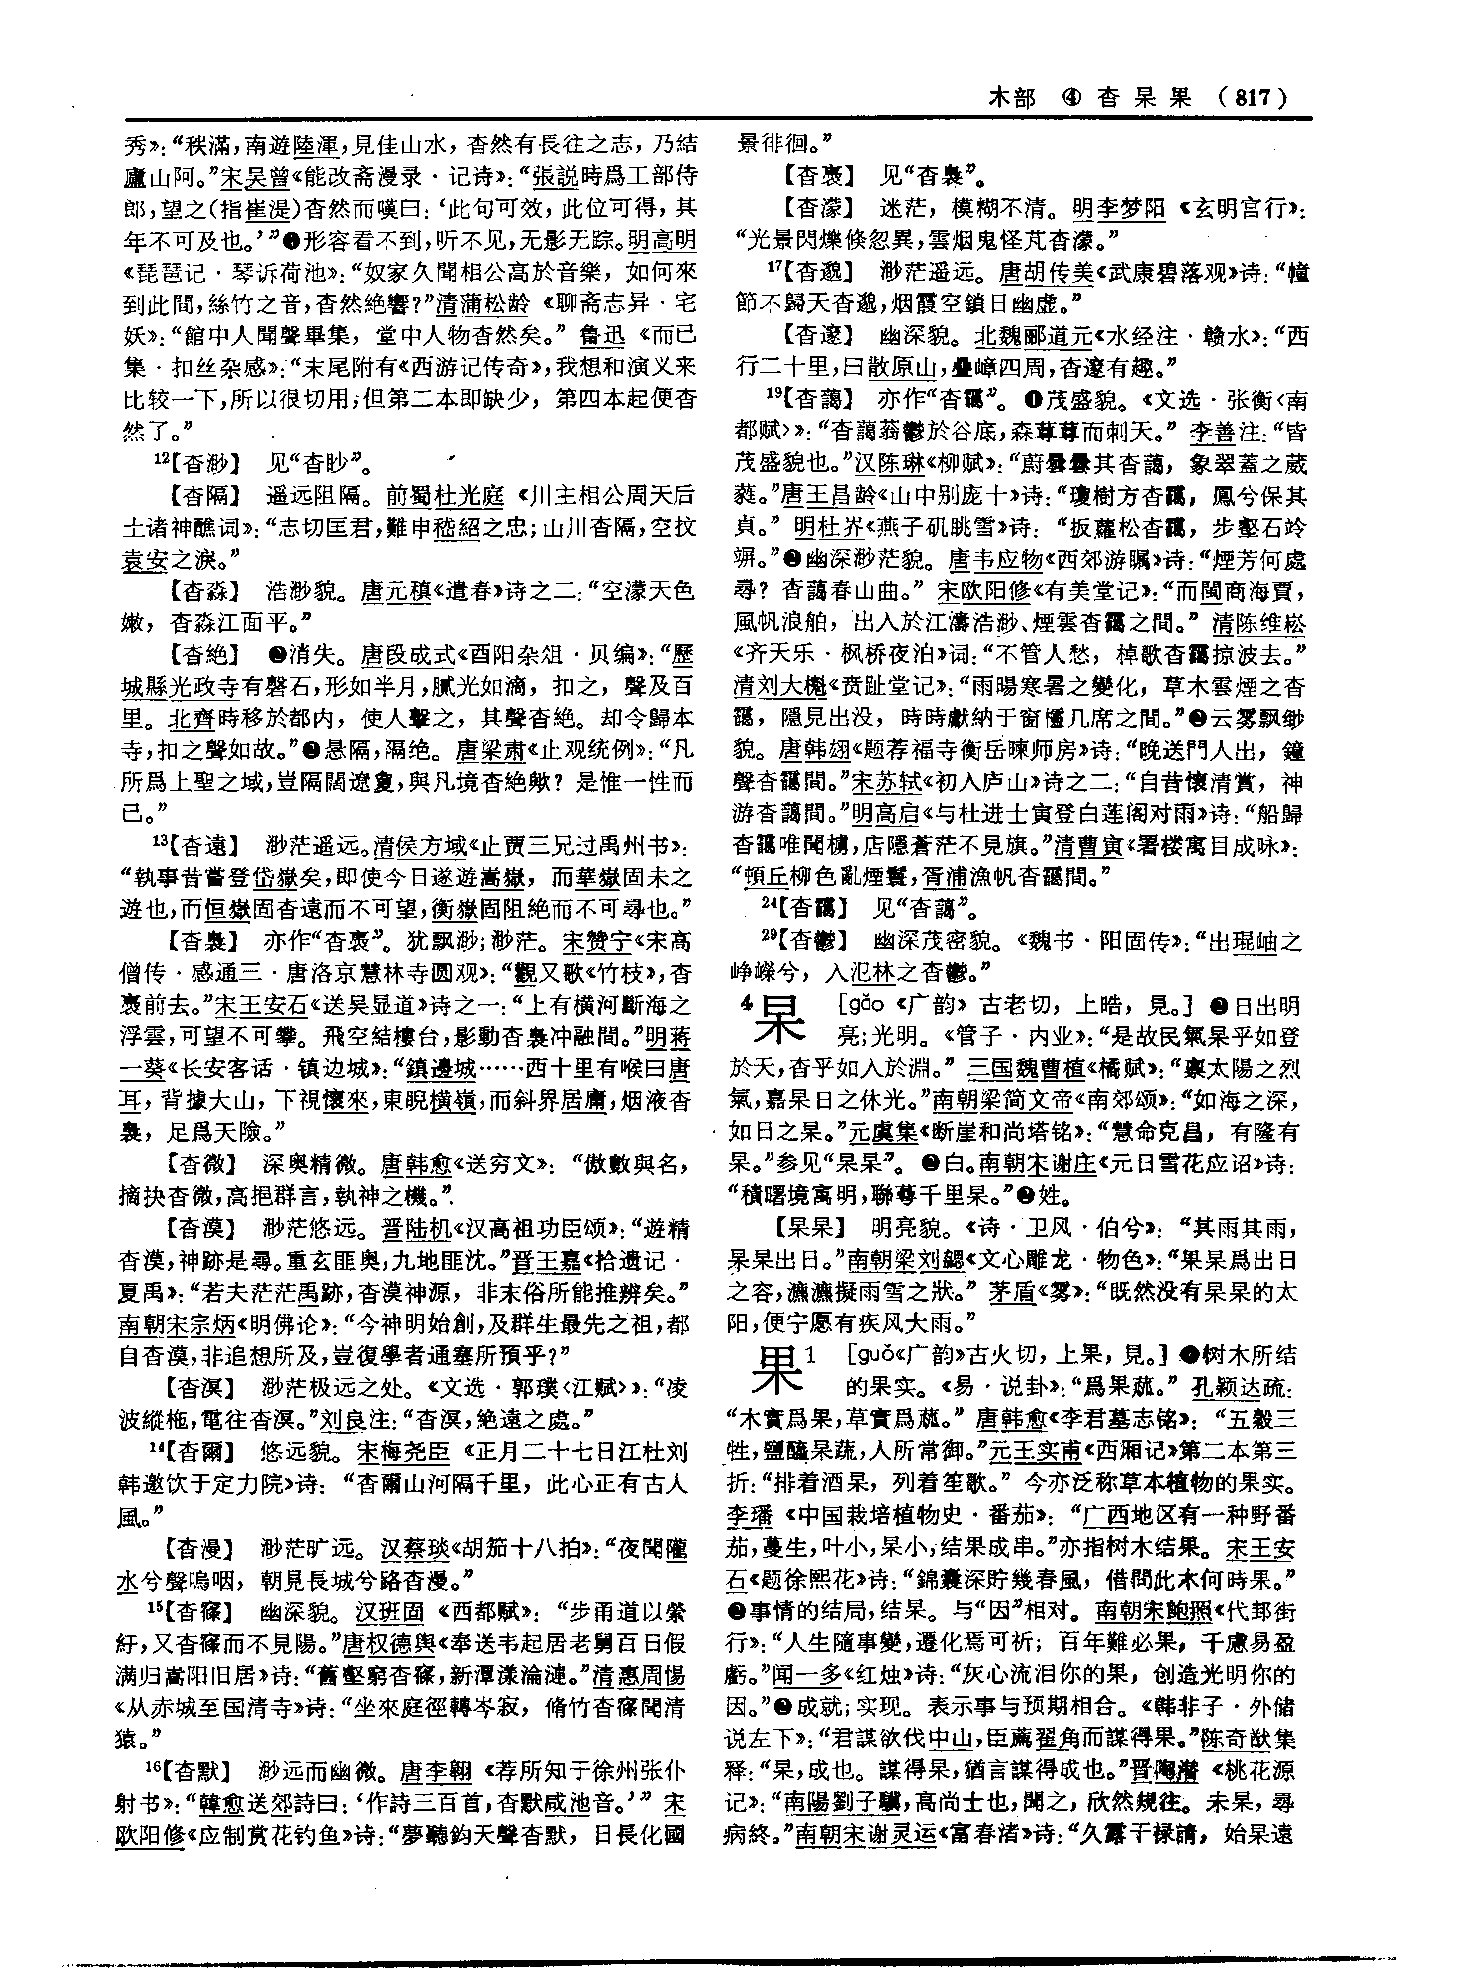 木部 ④ 杳 杲 果 （817）
秀》：“秩滿，南遊陸渾，見佳山水，杳然有長往之志，乃結
廬山阿。”宋吴曾《能改斋漫录·记诗》：“張説時爲工部侍
郎，望之（指崔湜）杳然而嘆曰：‘此句可效，此位可得，其
年不可及也。’”❹形容看不到，听不见，无影无踪。明高明
《琵琶记·琴诉荷池》：“奴家久聞相公高於音樂，如何來
到此間，絲竹之音，杳然絶響？”清蒲松龄《聊斋志异·宅
妖》：“館中人聞聲畢集，堂中人物杳然矣。”鲁迅《而已
集·扣丝杂感》：“末尾附有《西游记传奇》，我想和演义来
比较一下，所以很切用；但第二本即缺少，第四本起便杳
然了。”
12【杳渺】 见“杳眇”。
【杳隔】 遥远阻隔。前蜀杜光庭《川主相公周天后
土诸神醮词》：“志切匡君，難申嵇紹之忠；山川杳隔，空抆
袁安之淚。”
【杳淼】 浩渺貌。唐元稹《遣春》诗之二：“空濛天色
嫩，杳淼江面平。”
【杳絶】 ❶消失。唐段成式《酉阳杂俎·贝编》：“歷
城縣光政寺有磬石，形如半月，膩光如滴，扣之，聲及百
里。北齊時移於都内，使人擊之，其聲杳絶。却令歸本
寺，扣之聲如故。”❷悬隔，隔绝。唐梁肃《止观统例》：“凡
所爲上聖之域，豈隔闊遼敻，與凡境杳絶歟？是惟一性而
已。”
13【杳遠】 渺茫遥远。清侯方域《止贾三兄过禹州书》：
“執事昔嘗登岱嶽矣，即使今日遂遊嵩嶽，而華嶽固未之
遊也，而恒嶽固杳遠而不可望，衡嶽固阻絶而不可尋也。”
【杳裊】 亦作“杳褭”。犹飘渺；渺茫。宋赞宁《宋高
僧传·感通三·唐洛京慧林寺圆观》：“觀又歌《竹枝》，杳
褭前去。”宋王安石《送吴显道》诗之一：“上有横河斷海之
浮雲，可望不可攀。飛空結樓台，影動杳裊冲融間。”明蒋
一葵《长安客话·镇边城》：“鎮邊城……西十里有喉曰唐
耳，背據大山，下視懷來，東睨横嶺，而斜界居庸，烟液杳
裊，足爲天險。”
【杳微】 深奥精微。唐韩愈《送穷文》：“傲數與名，
摘抉杳微，高挹群言，執神之機。”
【杳漠】 渺茫悠远。晋陆机《汉高祖功臣颂》：“遊精
杳漠，神跡是尋。重玄匪奥，九地匪沈。”晋王嘉《拾遗记·
夏禹》：“若夫茫茫禹跡，杳漠神源，非末俗所能推辨矣。”
南朝宋宗炳《明佛论》：“今神明始創，及群生最先之祖，都
自杳漠，非追想所及，豈復學者通塞所預乎？”
【杳溟】 渺茫极远之处。《文选·郭璞〈江赋〉》：“凌
波縱柂，電往杳溟。”刘良注：“杳溟，絶遠之處。”
14【杳爾】 悠远貌。宋梅尧臣《正月二十七日江杜刘
韩邀饮于定力院》诗：“杳爾山河隔千里，此心正有古人
風。”
【杳漫】 渺茫旷远。汉蔡琰《胡笳十八拍》：“夜聞隴
水兮聲嗚咽，朝見長城兮路杳漫。”
15【杳窱】 幽深貌。汉班固《西都赋》：“步甬道以縈
紆，又杳窱而不見陽。”唐权德舆《奉送韦起居老舅百日假
满归嵩阳旧居》诗：“舊壑窮杳窱，新潭漾淪漣。”清惠周惕
《从赤城至国清寺》诗：“坐來庭徑轉岑寂，脩竹杳窱聞清
猿。”
16【杳默】 渺远而幽微。唐李翱《荐所知于徐州张仆
射书》：“韓愈送郊詩曰：‘作詩三百首，杳默咸池音。’”宋
欧阳修《应制赏花钓鱼》诗：“夢聽鈞天聲杳默，日長化國
景徘徊。”
【杳褭】 见“杳裊”。
【杳濛】 迷茫，模糊不清。明李梦阳《玄明宫行》：
“光景閃爍倏忽異，雲烟鬼怪芃杳濛。”
17【杳邈】 渺茫遥远。唐胡传美《武康碧落观》诗：“幢
節不歸天杳邈，烟霞空鎖日幽虚。”
【杳邃】 幽深貌。北魏郦道元《水经注·赣水》：“西
行二十里，曰散原山，疊嶂四周，杳邃有趣。”
19【杳藹】 亦作“杳靄”。❶茂盛貌。《文选·张衡〈南
都赋〉》：“杳藹蓊鬱於谷底，森蓴蓴而刺天。”李善注：“皆
茂盛貌也。”汉陈琳《柳赋》：“蔚曇曇其杳藹，象翠蓋之葳
蕤。”唐王昌龄《山中别庞十》诗：“瓊樹方杳靄，鳳兮保其
貞。”明杜庠《燕子矶眺雪》诗：“扳蘿松杳靄，步壑石竛
竮。”❷幽深渺茫貌。唐韦应物《西郊游瞩》诗：“煙芳何處
尋？杳藹春山曲。”宋欧阳修《有美堂记》：“而閩商海賈，
風帆浪舶，出入於江濤浩渺、煙雲杳靄之間。”清陈维崧
《齐天乐·枫桥夜泊》词：“不管人愁，棹歌杳靄掠波去。”
清刘大櫆《贲趾堂记》：“雨暘寒暑之變化，草木雲煙之杳
靄，隱見出没，時時獻納于窗櫺几席之間。”❸云雾飘缈
貌。唐韩翃《题荐福寺衡岳暕师房》诗：“晚送門人出，鐘
聲杳靄間。”宋苏轼《初入庐山》诗之二：“自昔懷清賞，神
游杳藹間。”明高启《与杜进士寅登白莲阁对雨》诗：“船歸
杳靄唯聞櫓，店隱蒼茫不見旗。”清曹寅《署楼寓目成咏》：
“頓丘柳色亂煙鬟，胥浦漁帆杳靄間。”
24【杳靄】 见“杳藹”。
29【杳鬱】 幽深茂密貌。《魏书·阳固传》：“出琨岫之
峥嵘兮，入氾林之杳鬱。”
4杲 ［gǎo《广韵》古老切，上晧，見。］❶日出明
亮；光明。《管子·内业》：“是故民氣杲乎如登
於天，杳乎如入於淵。”三国魏曹植《橘赋》：“稟太陽之烈
氣，嘉杲日之休光。”南朝梁简文帝《南郊颂》：“如海之深，
如日之杲。”元虞集《断崖和尚塔铭》：“慧命克昌，有隆有
杲。”参见“杲杲”。❷白。南朝宋谢庄《元日雪花应诏》诗：
“積曙境寓明，聯萼千里杲。”❸姓。
【杲杲】 明亮貌。《诗·卫风·伯兮》：“其雨其雨，
杲杲出日。”南朝梁刘勰《文心雕龙·物色》：“杲杲爲出日
之容，瀌瀌擬雨雪之狀。”茅盾《雾》：“既然没有杲杲的太
阳，便宁愿有疾风大雨。”
果1 ［guǒ《广韵》古火切，上果，見。］❶树木所结
的果实。《易·说卦》：“爲果蓏。”孔颖达疏：
“木實爲果，草實爲蓏。”唐韩愈《李君墓志铭》：“五穀三
牲，鹽醯果蔬，人所常御。”元王实甫《西厢记》第二本第三
折：“排着酒果，列着笙歌。”今亦泛称草本植物的果实。
李璠《中国栽培植物史·番茄》：“广西地区有一种野番
茄，蔓生，叶小，果小，结果成串。”亦指树木结果。宋王安
石《题徐熙花》诗：“錦囊深貯幾春風，借問此木何時果。”
❷事情的结局，结果。与“因”相对。南朝宋鲍照《代邽街
行》：“人生隨事變，遷化焉可祈；百年難必果，千慮易盈
虧。”闻一多《红烛》诗：“灰心流泪你的果，创造光明你的
因。”❸成就；实现。表示事与预期相合。《韩非子·外储
说左下》：“君謀欲伐中山，臣薦翟角而謀得果。”陈奇猷集
释：“果，成也。謀得果，猶言謀得成也。”晋陶潜《桃花源
记》：“南陽劉子驥，高尚士也，聞之，欣然規往。未果，尋
病終。”南朝宋谢灵运《富春渚》诗：“久露干禄請，始果遠